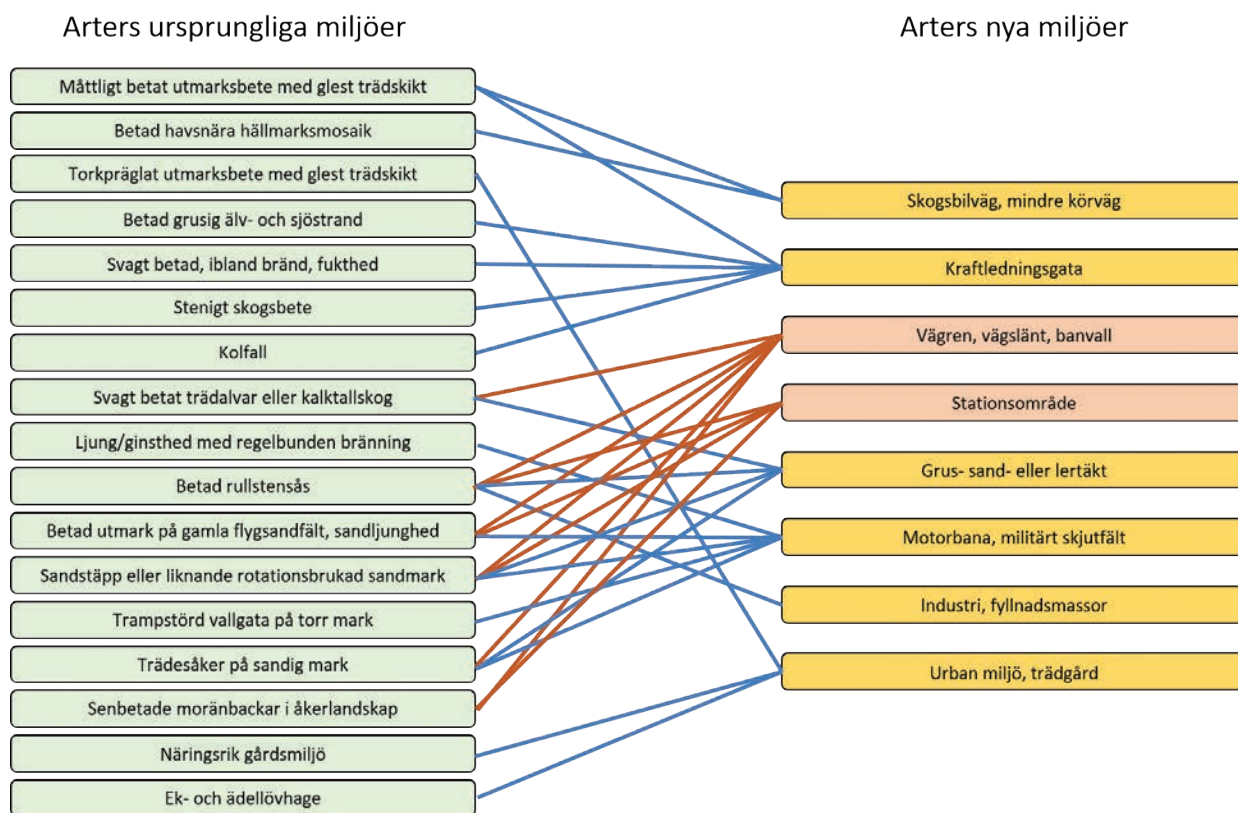 Arters ursprungliga miljöer
Måttligt betat utmarksbete med glest trädskikt
Betad havsnära hällmarksmosaik
Torkpräglat utmarksbete med glest trädskikt
Betad grusig älv- och sjöstrand
Svagt betad, ibland bränd, fukthed
Stenigt skogsbete
Kolfall
Svagt betat trädalvar eller kalktallskog
Ljung/ginsthed med regelbunden bränning
Betad rullstensås
Betad utmark på gamla flygsandfält, sandljunghed
Sandstäpp eller liknande rotationsbrukad sandmark
Trampstörd vallgata på torr mark
Trädesåker på sandig mark
Senbetade moränbackar i åkerlandskap
Näringsrik gårdsmiljö
Ek- och ädellövhage
Arters nya miljöer
Skogsbilväg, mindre körväg
Kraftledningsgata
Vägren, vägslänt, banvall
Stationsområde
Grus- sand- eller lertäkt
Motorbana, militärt skjutfält
Industri, fyllnadsmassor
Urban miljö, trädgård